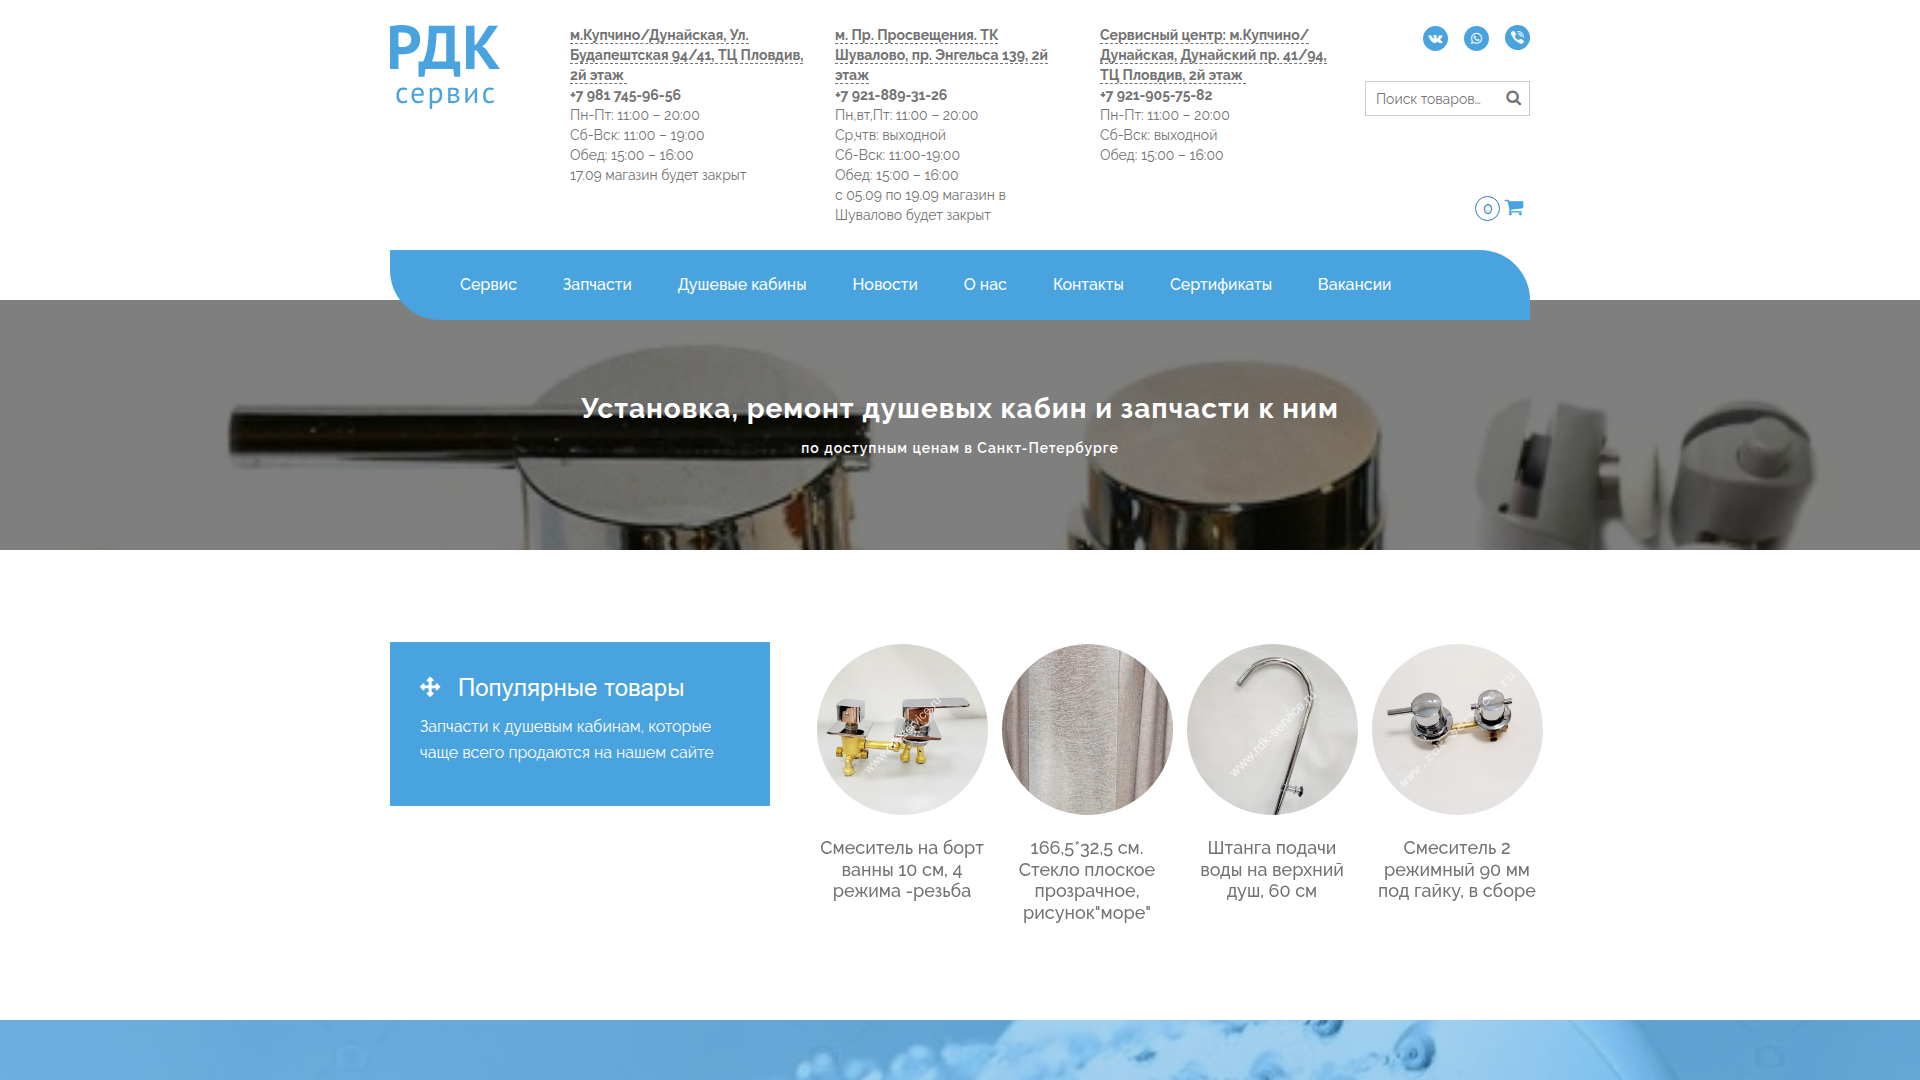 РДК
сервис
м.Купчино/Дунайская, Ул.
Будапештская 94/41, ТЦ Пловдив,
2й этаж
+7 981 745-96-56
Пн-Пт: 11:00 – 20:00
Сб-Вск: 11:00 – 19:00
Обед: 15:00 – 16:00
17.09 магазин будет закрыт
м. Пр. Просвещения. ТК
Шувалово, пр. Энгельса 139, 2й
этаж
+7 921-889-31-26
Пн,вт,Пт: 11:00 – 20:00
Ср,чтв: выходной
Сб-Вск: 11:00-19:00
Обед: 15:00 – 16:00
с 05.09 по 19.09 магазин в
Шувалово будет закрыт
Сервисный центр: м.Купчино/
Дунайская, Дунайский пр. 41/94,
ТЦ Пловдив, 2й этаж
+7 921-905-75-82
Пн-Пт: 11:00 – 20:00
Сб-Вск: выходной
Обед: 15:00 – 16:00
Поиск товаров…
0
Сервис
Запчасти
Душевые кабины
Новости
О нас
Контакты
Сертификаты
Вакансии
Установка, ремонт душевых кабин и запчасти к ним
по доступным ценам в Санкт-Петербурге
Популярные товары
Запчасти к душевым кабинам, которые
чаще всего продаются на нашем сайте
www.rdk-service.ru
Смеситель на борт
ванны 10 см, 4
режима -резьба
166,5*32,5 см.
Стекло плоское
прозрачное,
рисунок"море"
Штанга подачи
воды на верхний
душ, 60 см
Смеситель 2
режимный 90 мм
под гайку, в сборе